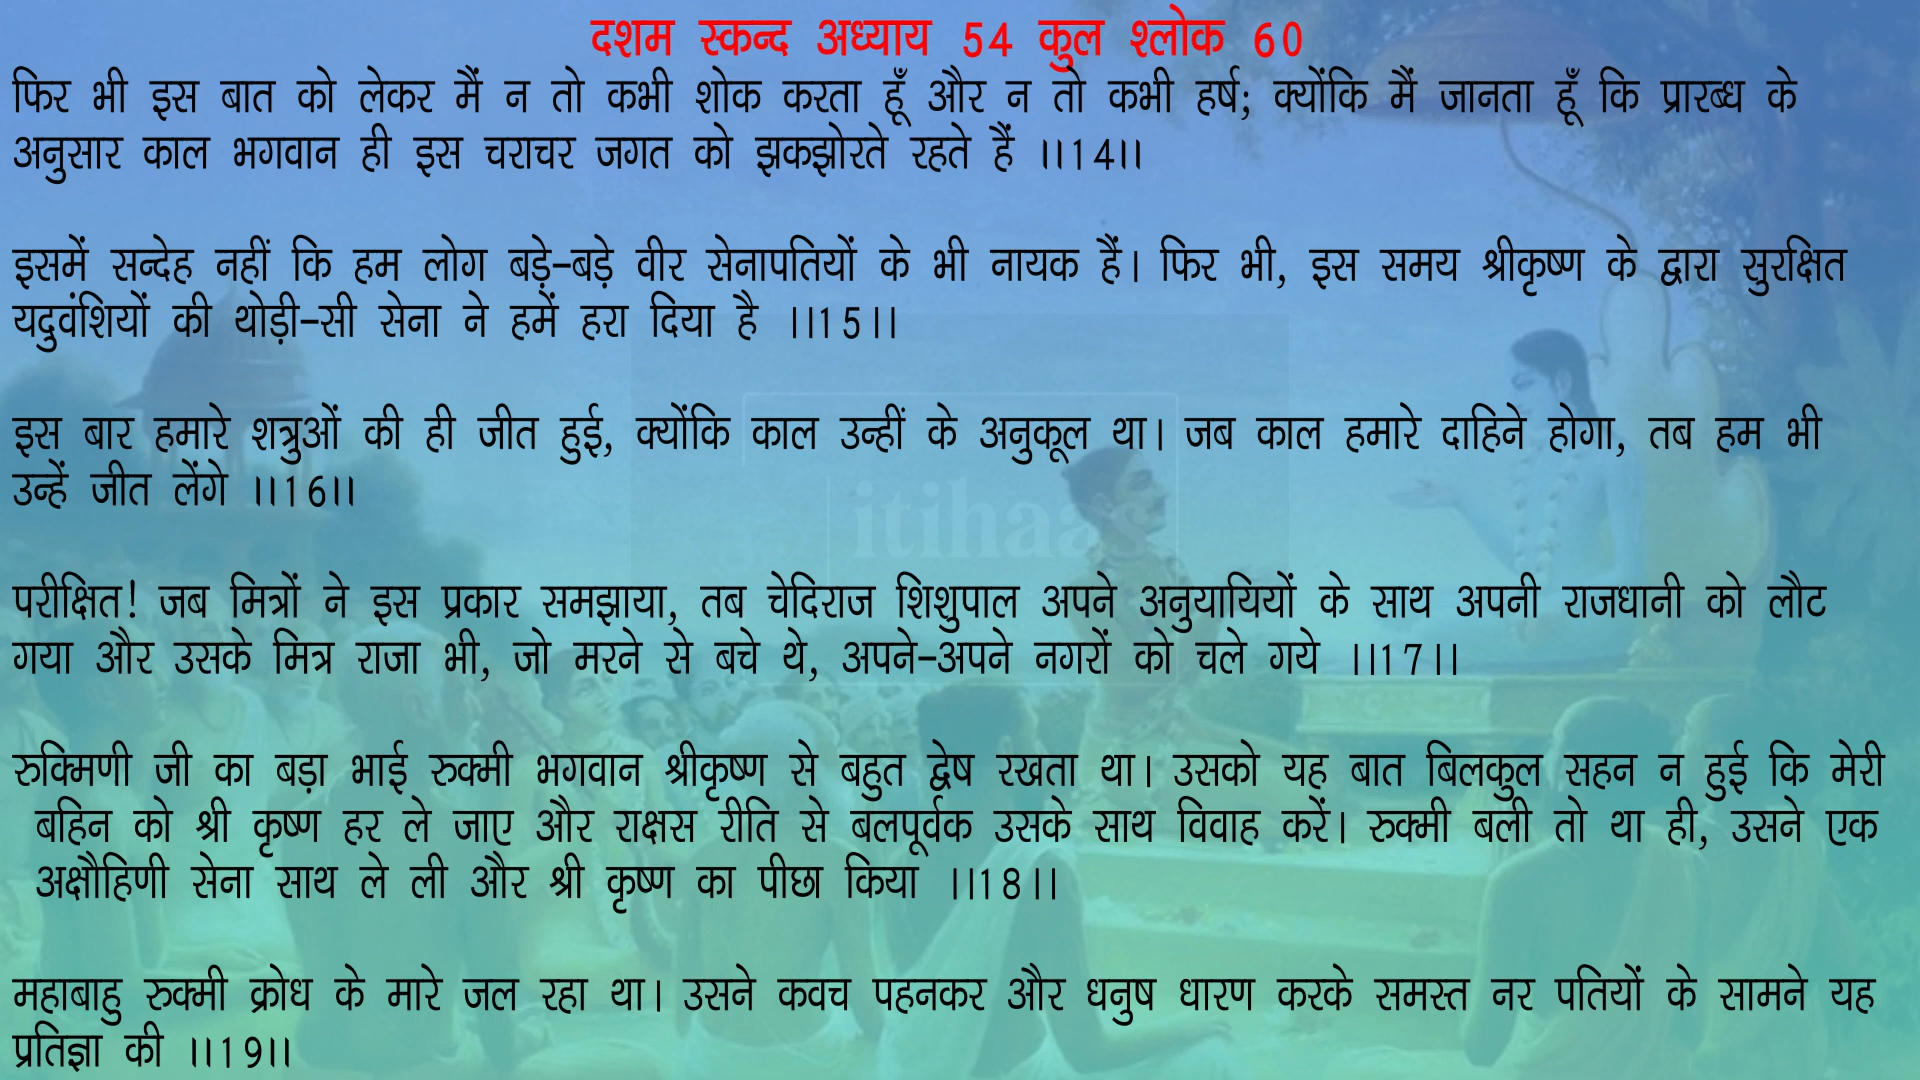 दशम स्कन्द अध्याय 54 कुल श्लोक 60
फिर भी इस बात को लेकर मैं न तो कभी शोक करता हूँ और न तो कभी हर्ष; क्योंकि मैं जानता हूँ कि प्रारब्ध के
अनुसार काल भगवान ही इस चराचर जगत को झकझोरते रहते हैं ।।14।।
इसमें सन्देह नहीं कि हम लोग बड़े-बड़े वीर सेनापतियों के भी नायक हैं। फिर भी, इस समय श्रीकृष्ण के द्वारा सुरक्षित
यदुवंशियों की थोड़ी-सी सेना ने हमें हरा दिया है ।।15।।
इस बार हमारे शत्रुओं की ही जीत हुई, क्योंकि काल उन्हीं के अनुकूल था। जब काल हमारे दाहिने होगा, तब हम भी
उन्हें जीत लेंगे ।।16।।
itihaas
परीक्षित! जब मित्रों ने इस प्रकार समझाया, तब चेदिराज शिशुपाल अपने अनुयायियों के साथ अपनी राजधानी को लौट
गया और उसके मित्र राजा भी, जो मरने से बचे थे, अपने-अपने नगरों को चले गये ।।17।।
रुक्मिणी जी का बड़ा भाई रुक्मी भगवान श्रीकृष्ण से बहुत द्वेष रखता था। उसको यह बात बिलकुल सहन न हुई कि मेरी
बहिन को श्री कृष्ण हर ले जाए और राक्षस रीति से बलपूर्वक उसके साथ विवाह करें। रुक्मी बली तो था ही, उसने एक
अक्षौहिणी सेना साथ ले ली और श्री कृष्ण का पीछा किया ।।18।।
महाबाहु रुक्मी क्रोध के मारे जल रहा था। उसने कवच पहनकर और धनुष धारण करके समस्त नर पतियों के सामने यह
प्रतिज्ञा की ।।19।।